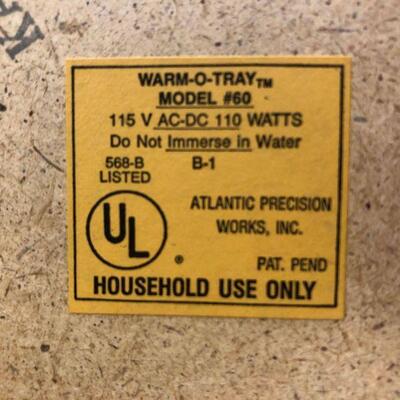 WARM-O-TRAY™
MODEL #60
115 V AC-DC 110 WATTS
Do Not Immerse in Water
568-B B-1
LISTED
UL ®
ATLANTIC PRECISION
WORKS, INC.
PAT. PEND
HOUSEHOLD USE ONLY